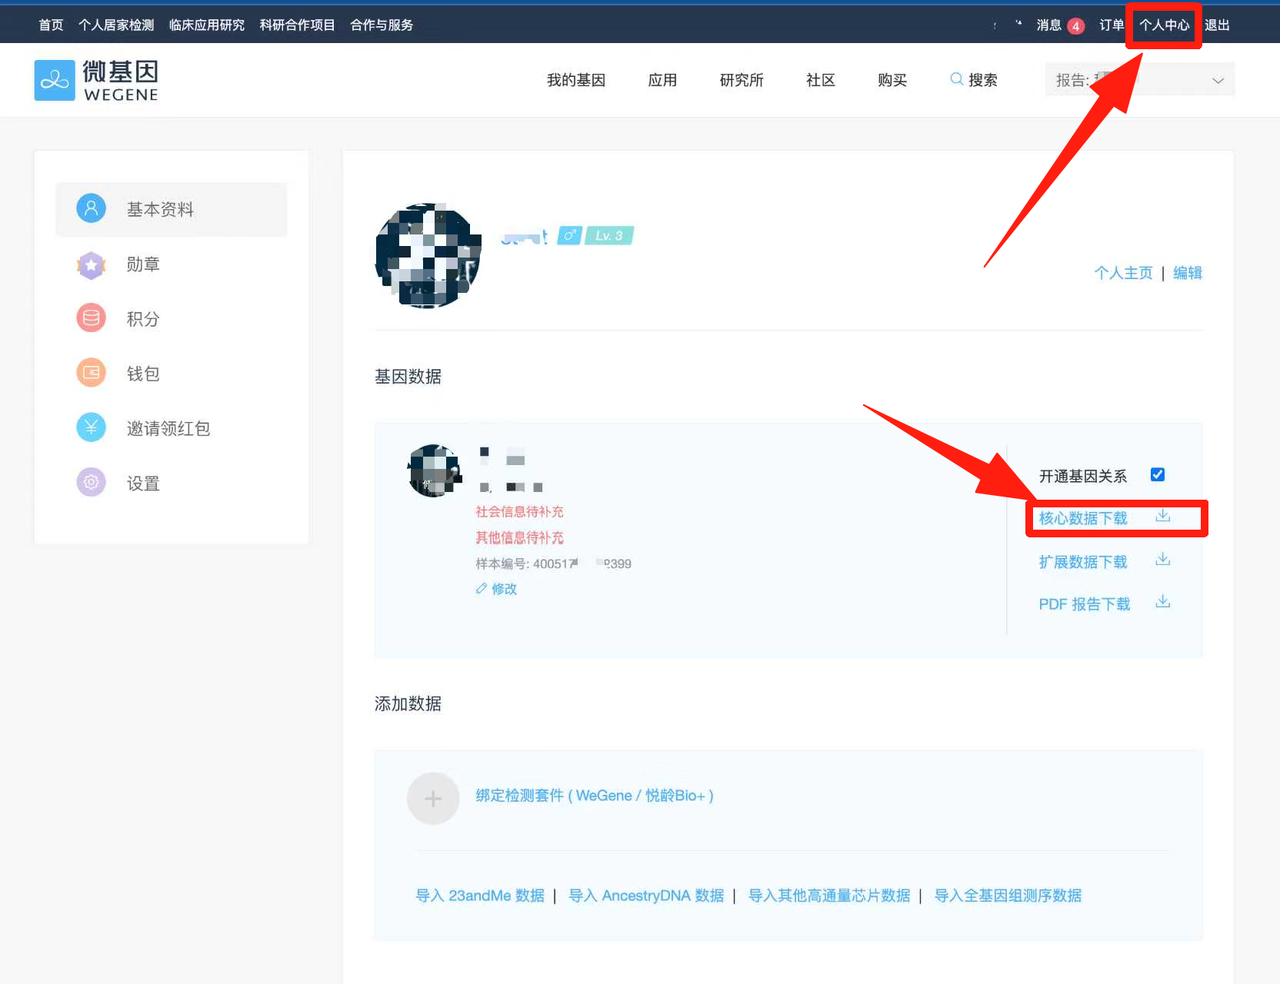 首页 个人居家检测 临床应用研究 科研合作项目 合作与服务 消息 4 订单 个人中心 退出
微基因
WEGENE
我的基因 应用 研究所 社区 购买 搜索 报告:
基本资料
勋章
积分
钱包
邀请领红包
设置
Lv. 3
个人主页 | 编辑
基因数据
社会信息待补充
其他信息待补充
样本编号: 400517 2399
修改
开通基因关系
核心数据下载
扩展数据下载
PDF 报告下载
添加数据
绑定检测套件 ( WeGene / 悦龄Bio+ )
导入 23andMe 数据 | 导入 AncestryDNA 数据 | 导入其他高通量芯片数据 | 导入全基因组测序数据